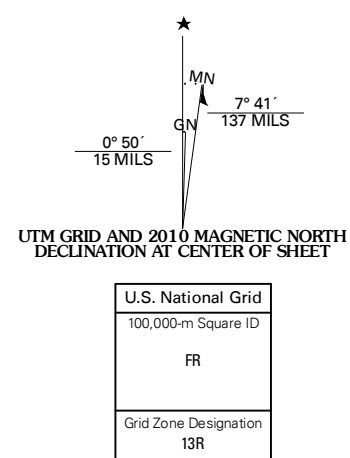 MN
7° 41´
137 MILS
GN
0° 50´
15 MILS
UTM GRID AND 2010 MAGNETIC NORTH
DECLINATION AT CENTER OF SHEET
U.S. National Grid
100,000-m Square ID
FR
Grid Zone Designation
13R